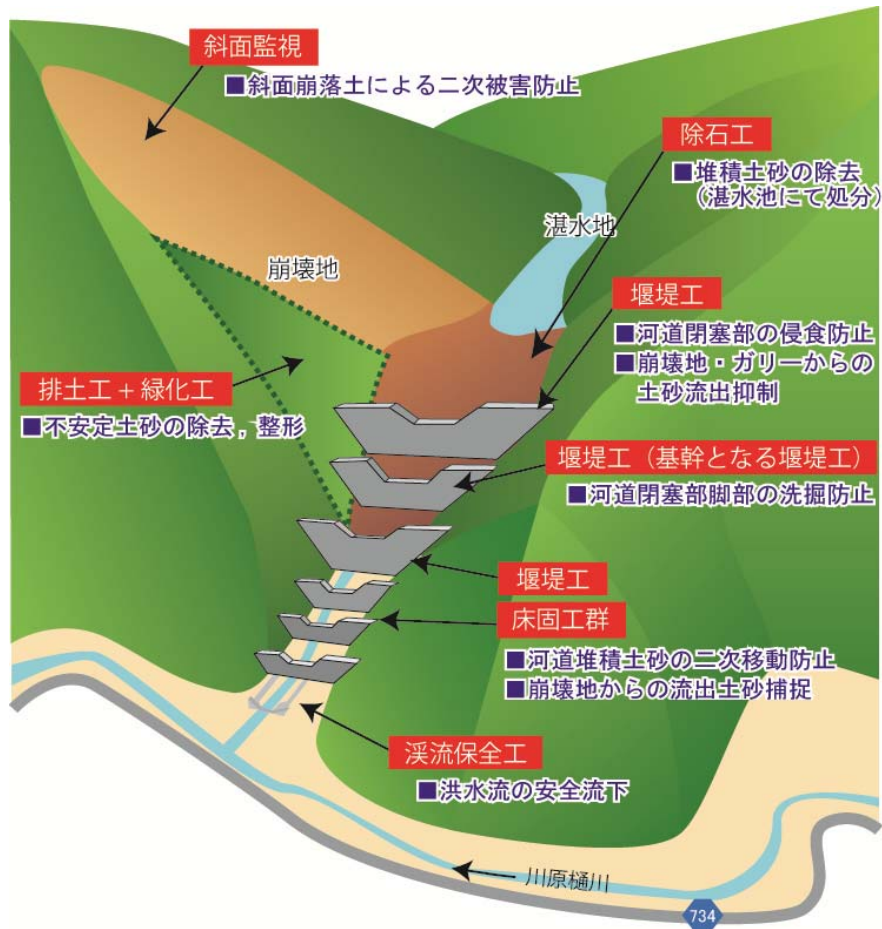 斜面監視
■斜面崩落土による二次被害防止
除石工
■堆積土砂の除去
（湛水池にて処分）
湛水地
崩壊地
堰堤工
■河道閉塞部の侵食防止
■崩壊地・ガリーからの
土砂流出抑制
排土工＋緑化工
■不安定土砂の除去，整形
堰堤工（基幹となる堰堤工）
■河道閉塞部脚部の洗掘防止
堰堤工
床固工群
■河道堆積土砂の二次移動防止
■崩壊地からの流出土砂捕捉
渓流保全工
■洪水流の安全流下
川原樋川
734